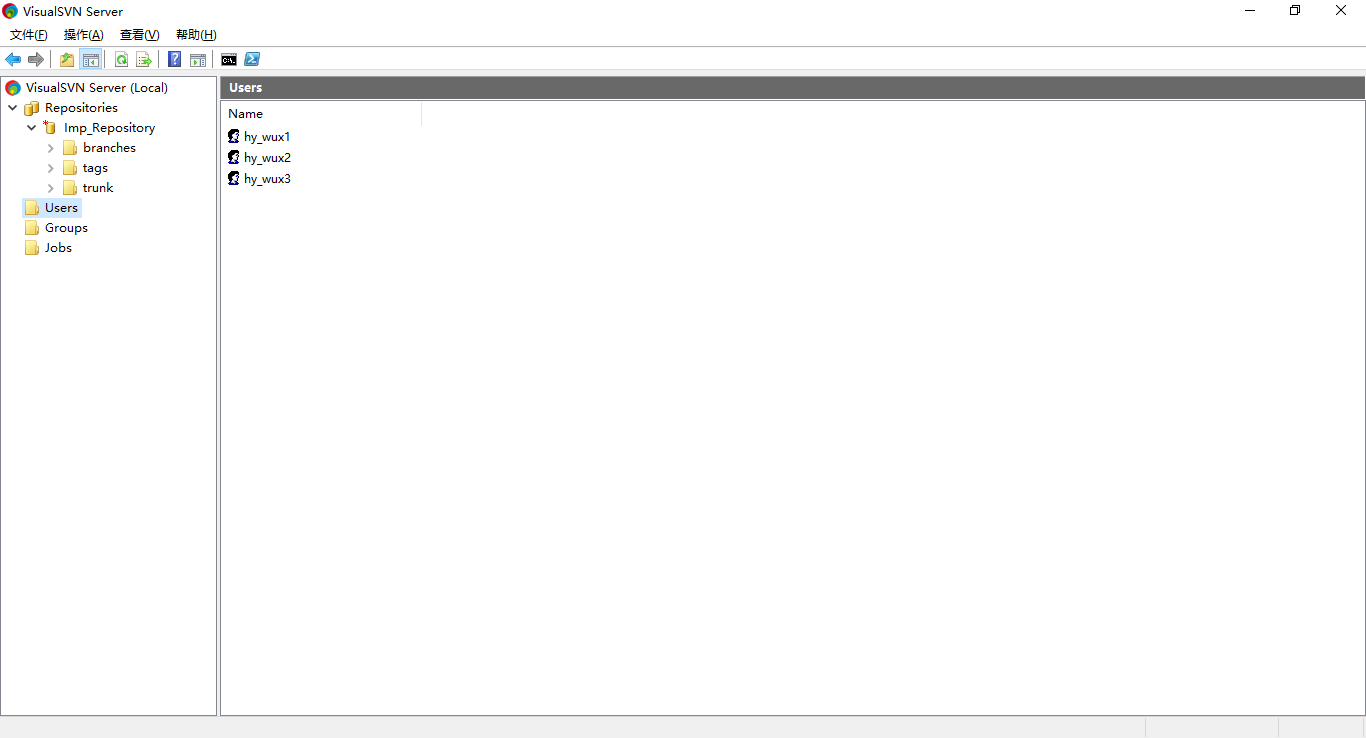 VisualSVN Server
文件(F) 操作(A) 查看(V) 帮助(H)
VisualSVN Server (Local)
Repositories
Imp_Repository
branches
tags
trunk
Users
Groups
Jobs
Users
Name
hy_wux1
hy_wux2
hy_wux3